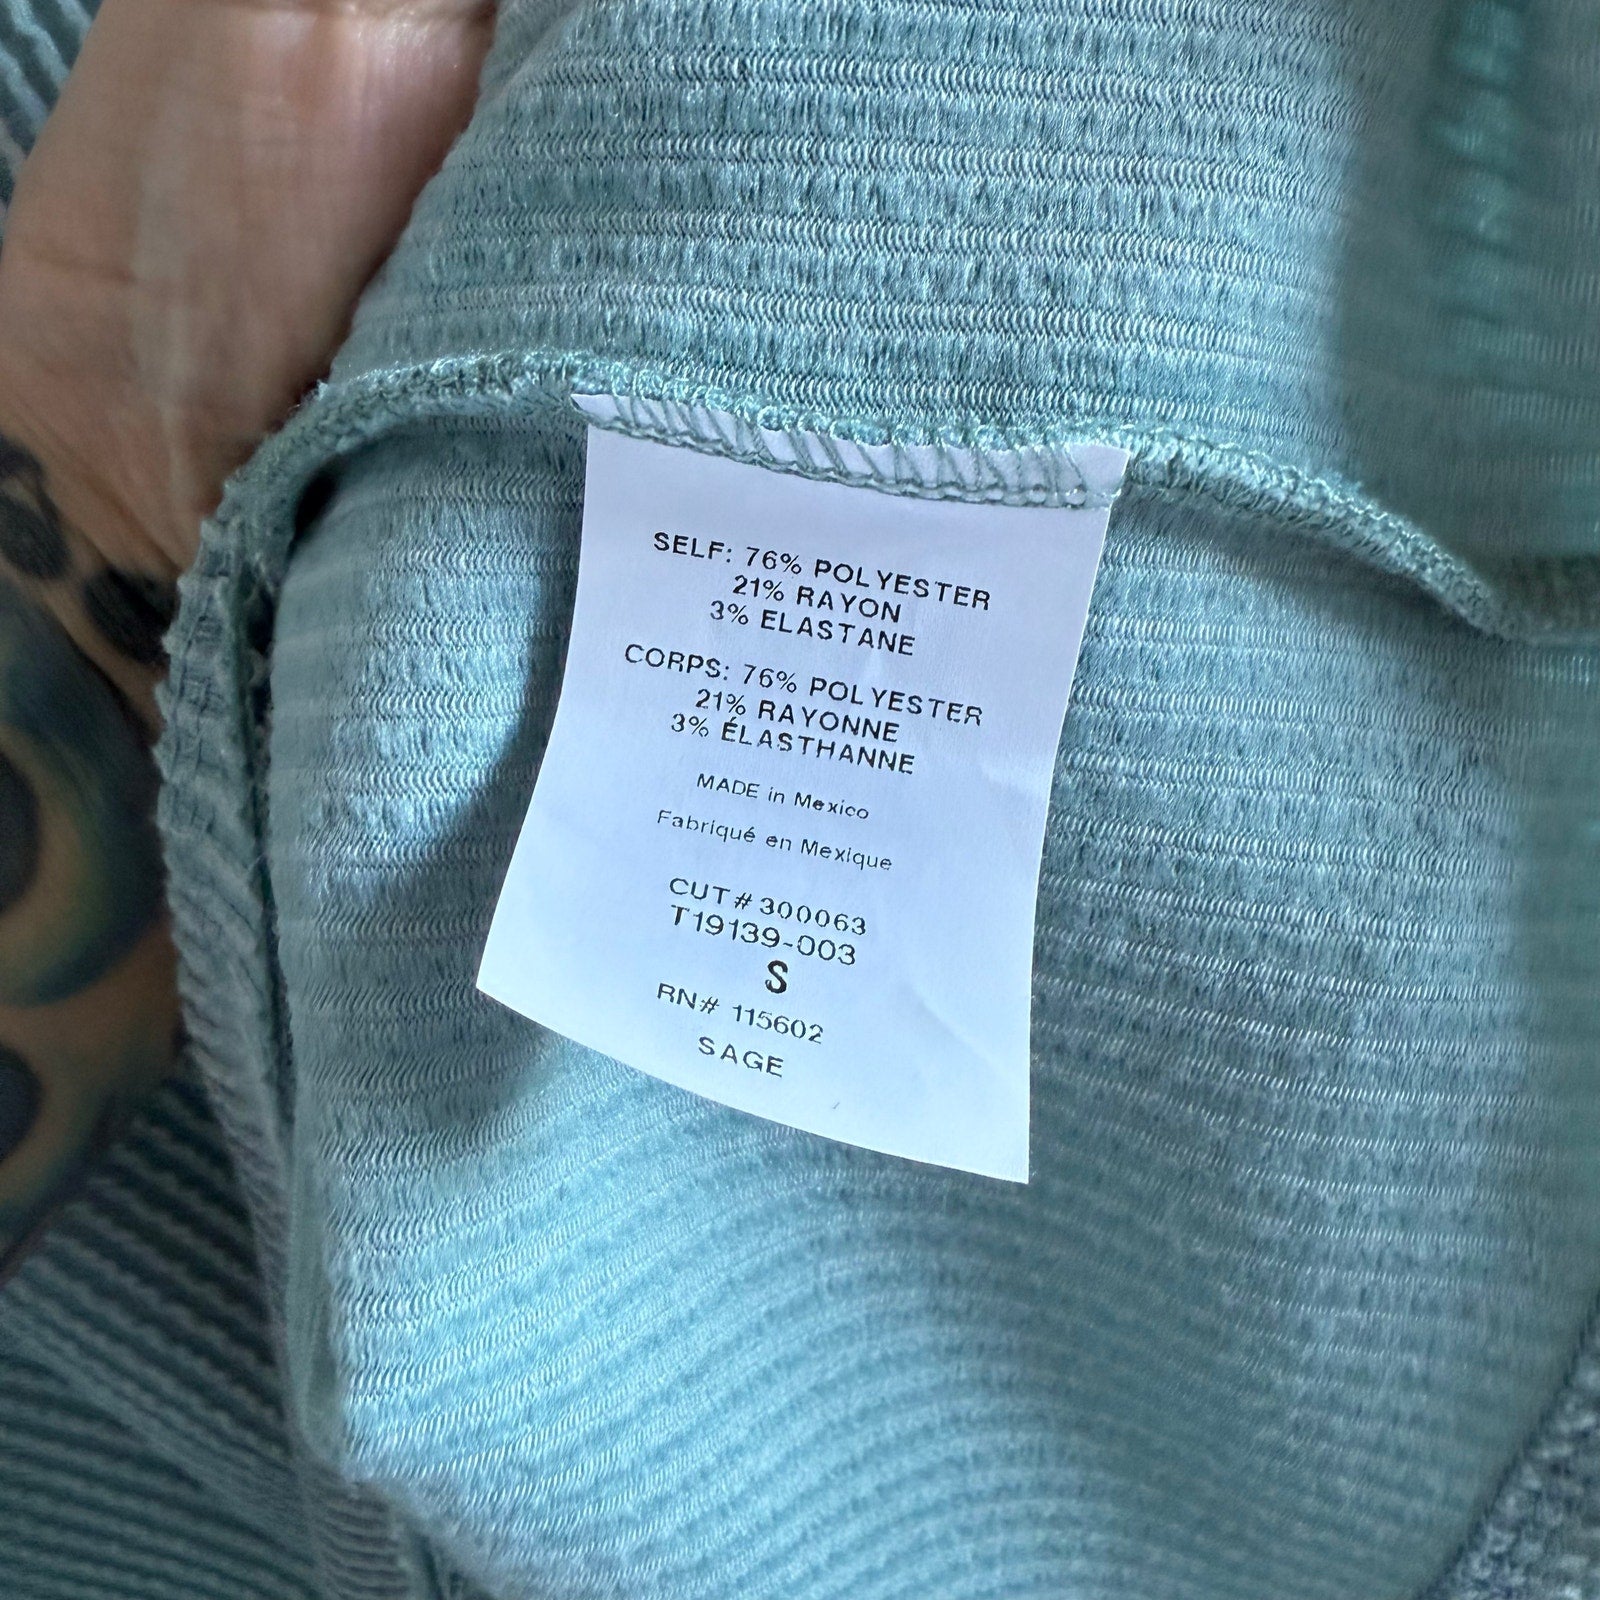 SELF: 76% POLYESTER
21% RAYON
3% ELASTANE
CORPS: 76% POLYESTER
21% RAYONNE
3% ÉLASTHANNE
MADE in Mexico
Fabriqué en Mexique
CUT# 300063
T19139-003
S
RN# 115602
SAGE